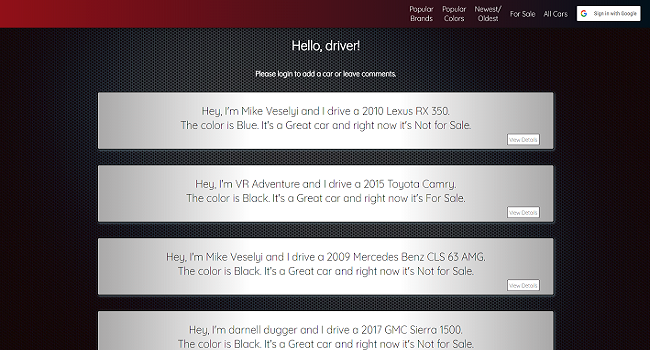 Popular Brands
Popular Colors
Newest/ Oldest
For Sale
All Cars
Sign in with Google
Hello, driver!
Please login to add a car or leave comments.
Hey, I'm Mike Veselyi and I drive a 2010 Lexus RX 350.
The color is Blue. It's a Great car and right now it's Not for Sale.
View Details
Hey, I'm VR Adventure and I drive a 2015 Toyota Camry.
The color is Black. It's a Great car and right now it's For Sale.
View Details
Hey, I'm Mike Veselyi and I drive a 2009 Mercedes Benz CLS 63 AMG.
The color is Black. It's a Great car and right now it's Not for Sale.
View Details
Hey, I'm darnell dugger and I drive a 2017 GMC Sierra 1500.
The color is Black. It's a Great car and right now it's Not for Sale.